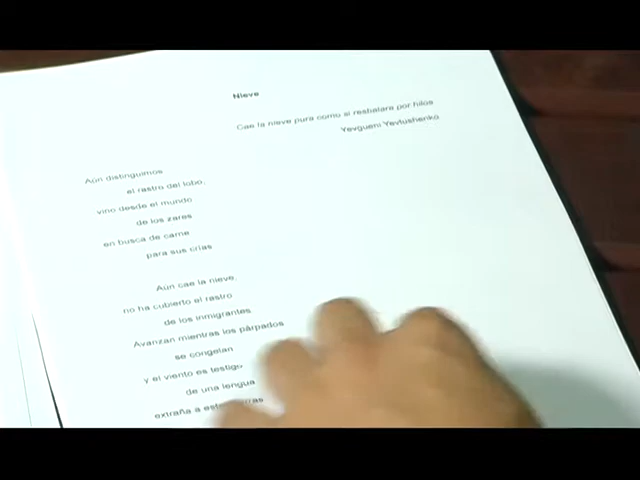 Nieve
Cae la nieve pura como si resbalara por hilos
Yevgueni Yevtushenko
Aún distinguimos
el rastro del lobo,
vino desde el mundo
de los zares
en busca de carne
para sus crías
Aún cae la nieve,
no ha cubierto el rastro
de los inmigrantes.
Avanzan mientras los párpados
se congelan
y el viento es testigo
de una lengua
extraña a